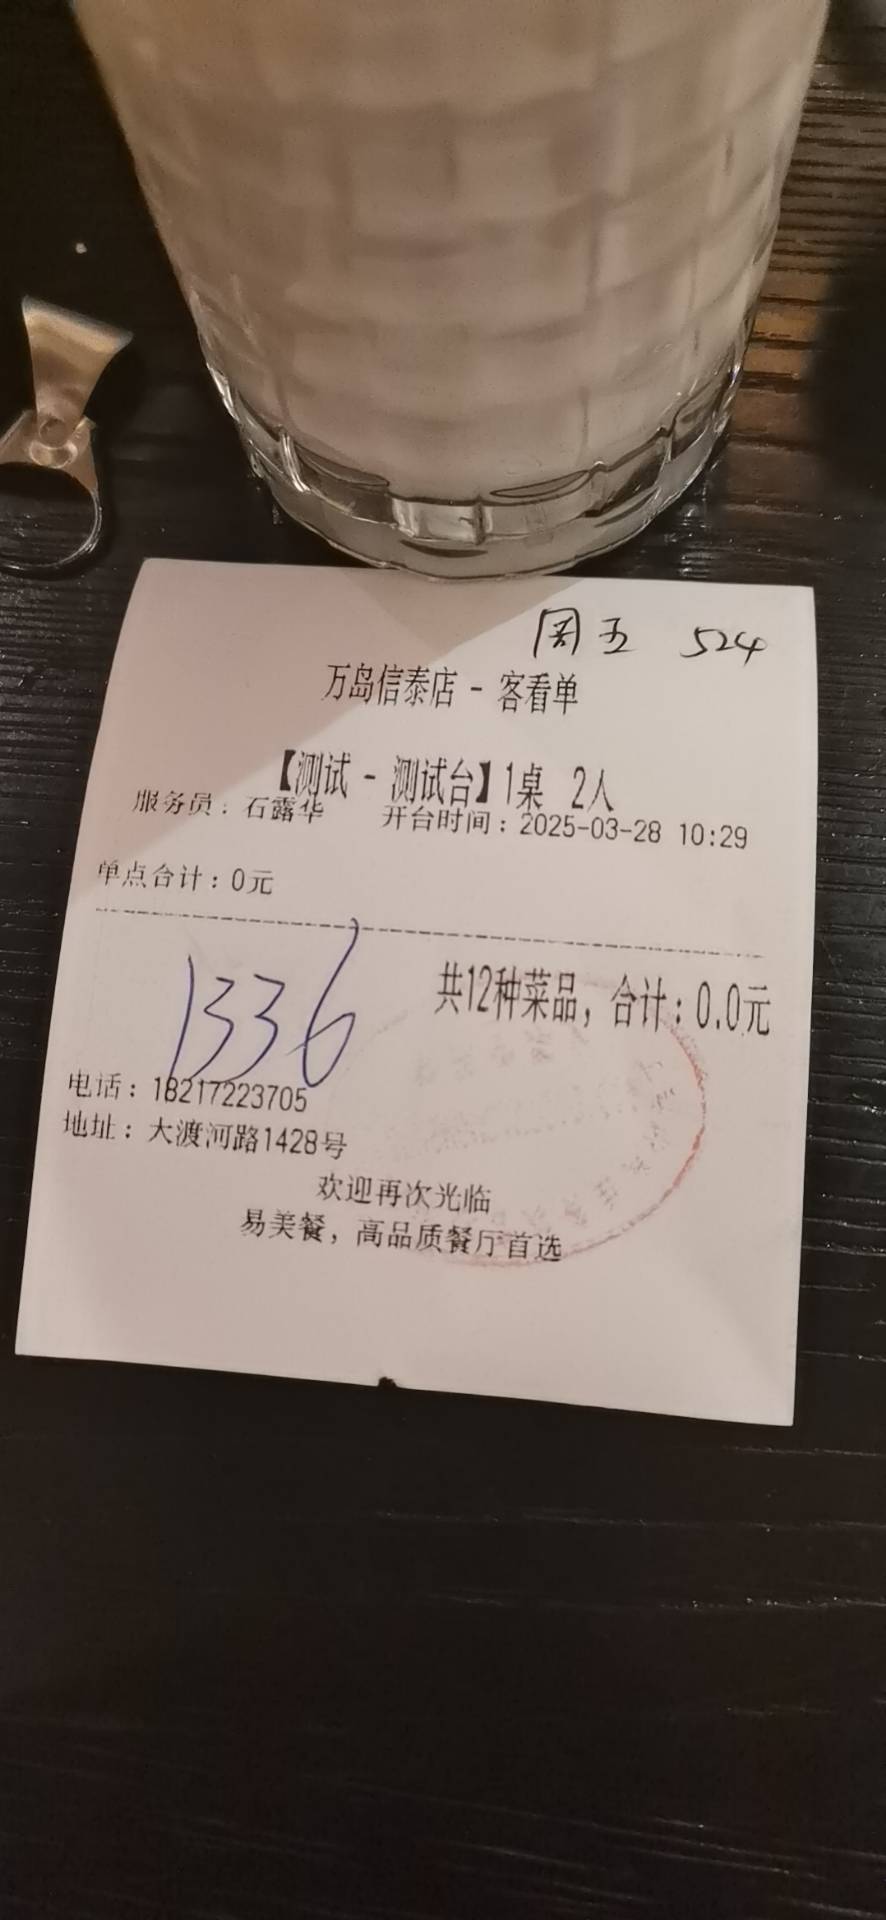 周五 524
万岛信泰店 - 客看单
【测试 - 测试台】1桌 2人
服务员：石露华 开台时间：2025-03-28 10:29
单点合计：0元
共12种菜品，合计：0.0元
1336
电话：18217223705
地址：大渡河路1428号
欢迎再次光临
易美餐，高品质餐厅首选